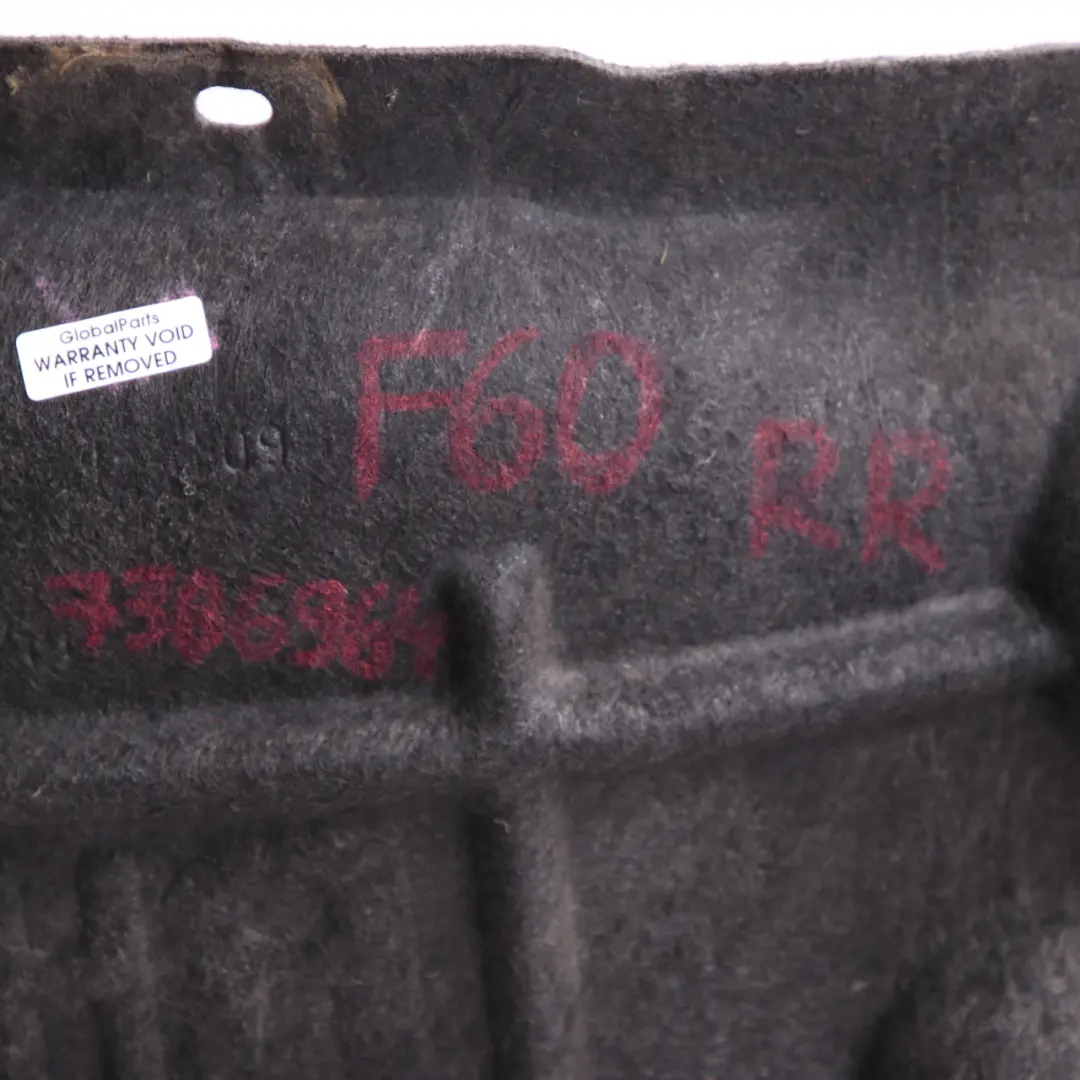 GlobalParts
WARRANTY VOID
IF REMOVED
F60
RR
7386964